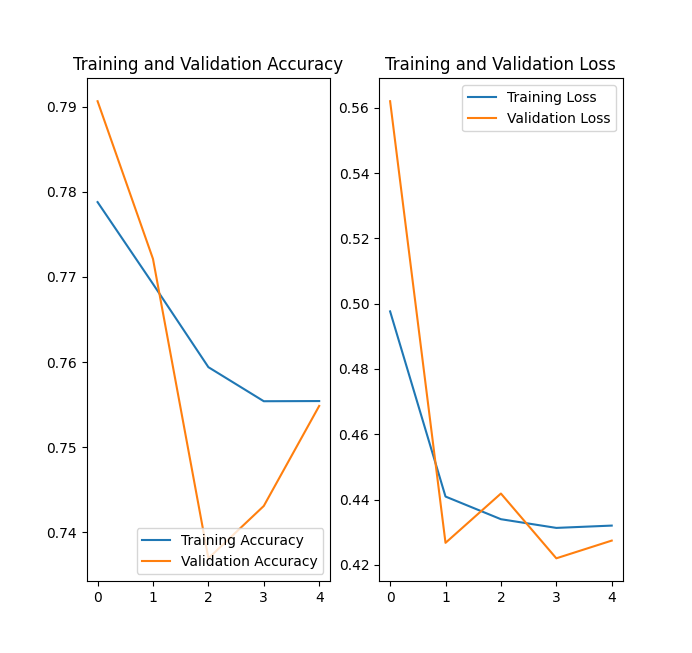 Training and Validation Accuracy
0.79
0.78
0.77
0.76
0.75
0.74
0 1 2 3 4
Training Accuracy
Validation Accuracy
Training and Validation Loss
0.56
0.54
0.52
0.50
0.48
0.46
0.44
0.42
0 1 2 3 4
Training Loss
Validation Loss